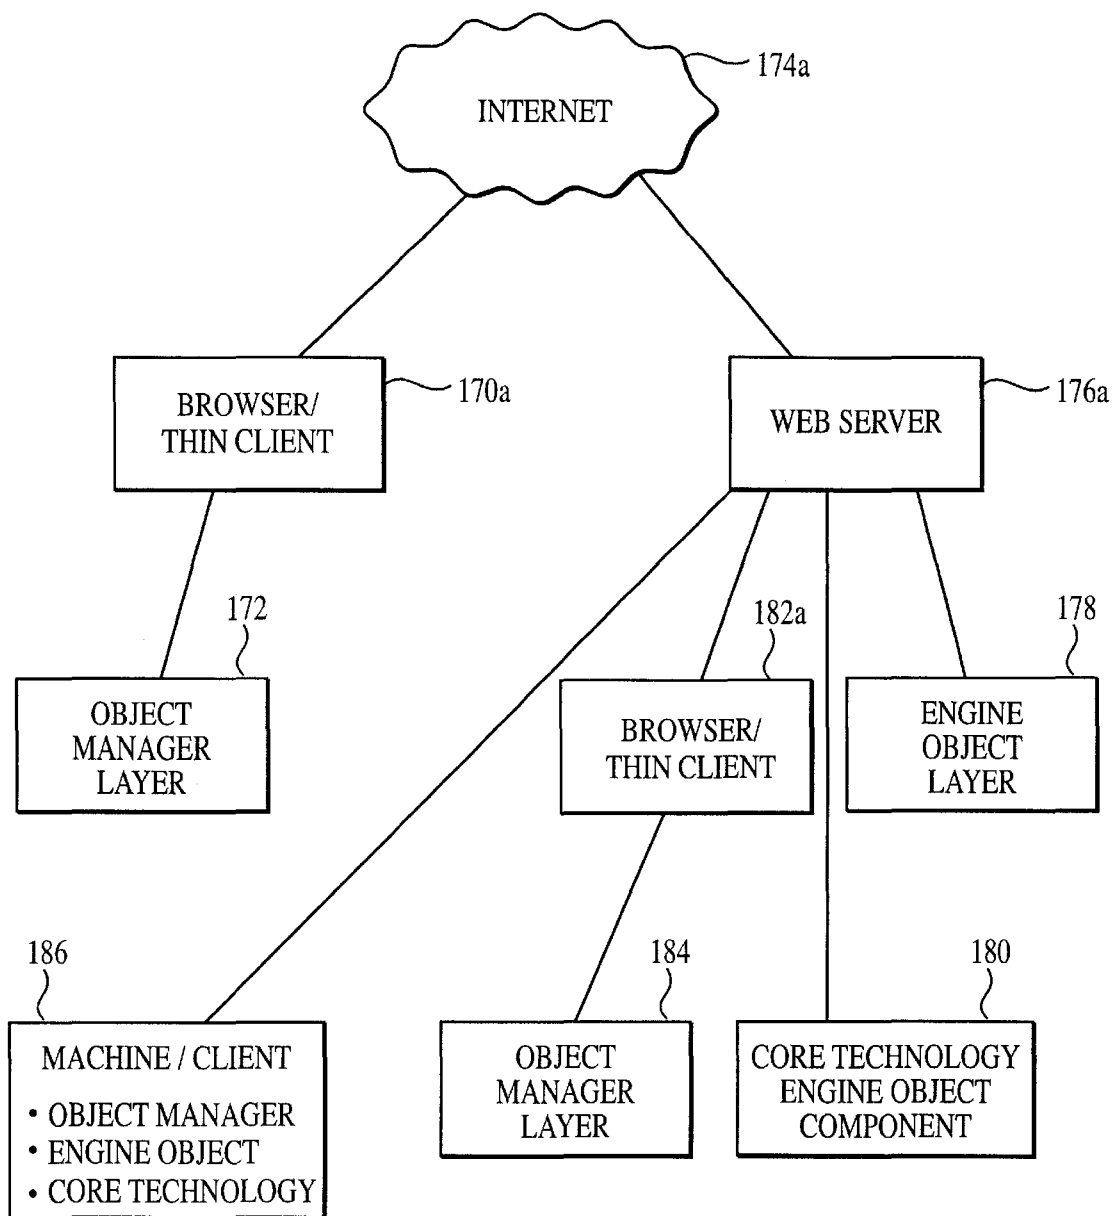 INTERNET
174a
BROWSER/
THIN CLIENT
170a
WEB SERVER
176a
172
OBJECT
MANAGER
LAYER
182a
BROWSER/
THIN CLIENT
178
ENGINE
OBJECT
LAYER
186
MACHINE / CLIENT
• OBJECT MANAGER
• ENGINE OBJECT
• CORE TECHNOLOGY
184
OBJECT
MANAGER
LAYER
180
CORE TECHNOLOGY
ENGINE OBJECT
COMPONENT